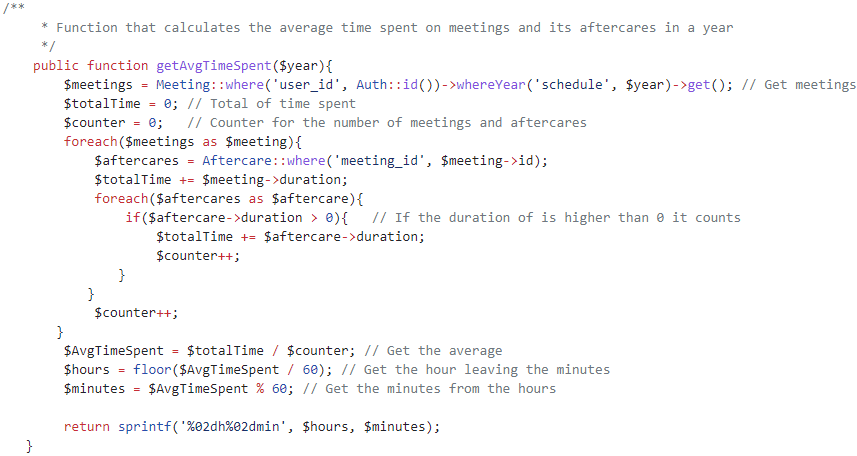 /**
* Function that calculates the average time spent on meetings and its aftercares in a year
*/
public function getAvgTimeSpent($year){
$meetings = Meeting::where('user_id', Auth::id())->whereYear('schedule', $year)->get(); // Get meetings
$totalTime = 0; // Total of time spent
$counter = 0;   // Counter for the number of meetings and aftercares
foreach($meetings as $meeting){
$aftercares = Aftercare::where('meeting_id', $meeting->id);
$totalTime += $meeting->duration;
foreach($aftercares as $aftercare){
if($aftercare->duration > 0){   // If the duration of is higher than 0 it counts
$totalTime += $aftercare->duration;
$counter++;
}
}
$counter++;
}
$AvgTimeSpent = $totalTime / $counter; // Get the average
$hours = floor($AvgTimeSpent / 60); // Get the hour leaving the minutes
$minutes = $AvgTimeSpent % 60; // Get the minutes from the hours
return sprintf('%02dh%02dmin', $hours, $minutes);
}